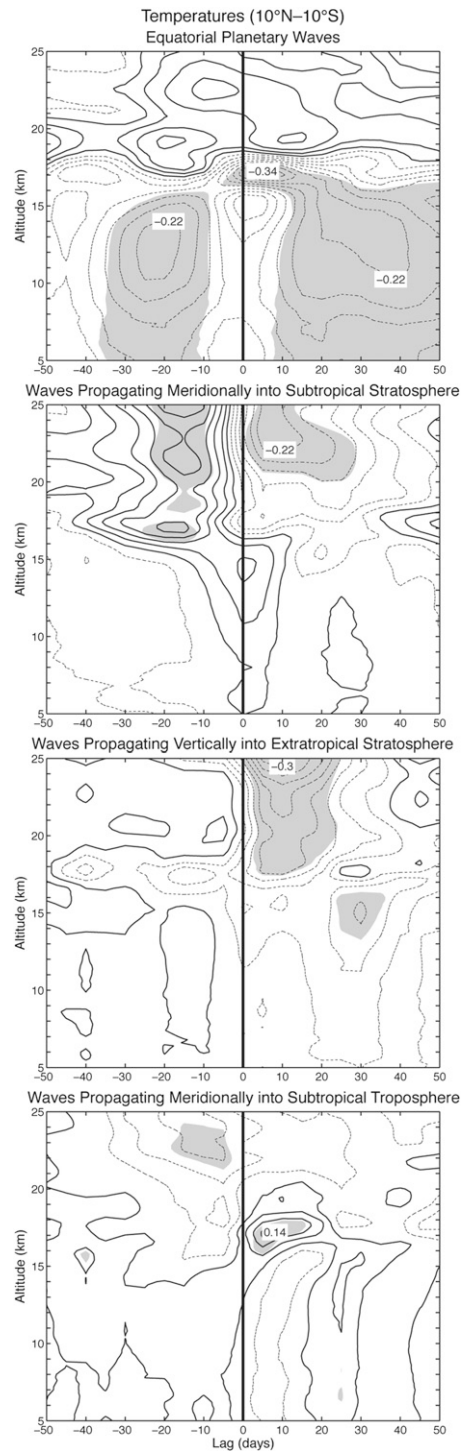 Temperatures (10°N–10°S)
Equatorial Planetary Waves
25
20
15
10
5
Altitude (km)
−0.34
−0.22
−0.22
−50 −40 −30 −20 −10 0 10 20 30 40 50
Waves Propagating Meridionally into Subtropical Stratosphere
25
20
15
10
5
Altitude (km)
−0.22
−50 −40 −30 −20 −10 0 10 20 30 40 50
Waves Propagating Vertically into Extratropical Stratosphere
25
20
15
10
5
Altitude (km)
−0.3
−50 −40 −30 −20 −10 0 10 20 30 40 50
Waves Propagating Meridionally into Subtropical Troposphere
25
20
15
10
5
Altitude (km)
0.14
−50 −40 −30 −20 −10 0 10 20 30 40 50
Lag (days)